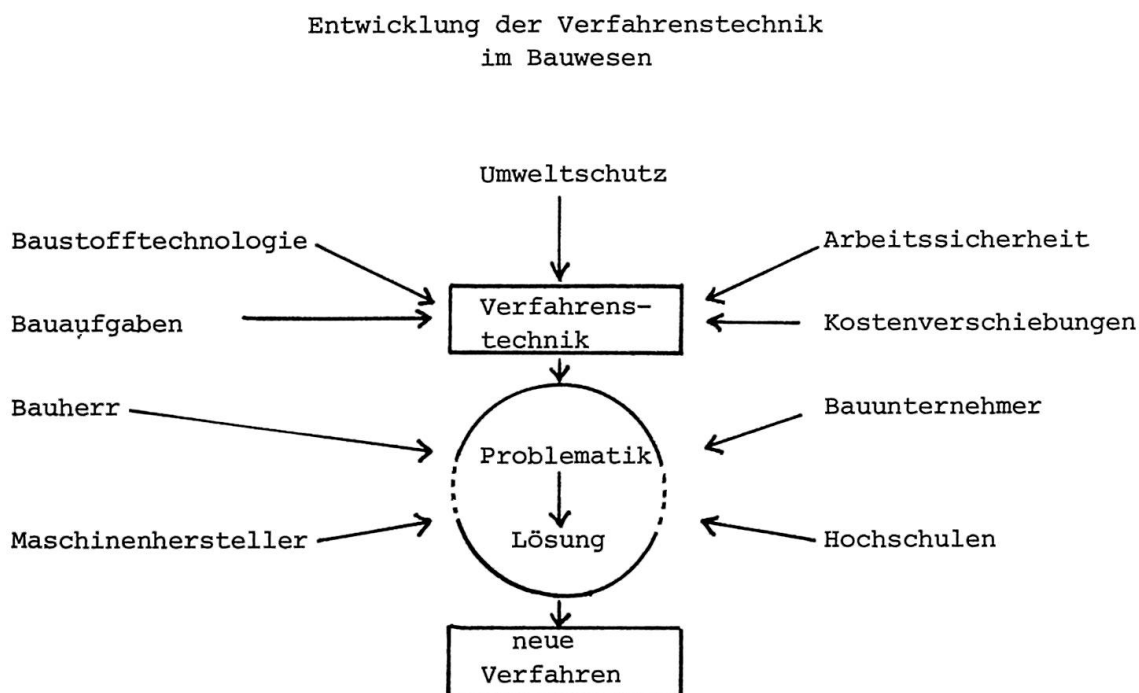 Entwicklung der Verfahrenstechnik
im Bauwesen
Umweltschutz
Baustofftechnologie
Arbeitssicherheit
Verfahrens-
technik
Bauaufgaben
Kostenverschiebungen
Bauherr
Bauunternehmer
Problematik
Lösung
Maschinenhersteller
Hochschulen
neue
Verfahren